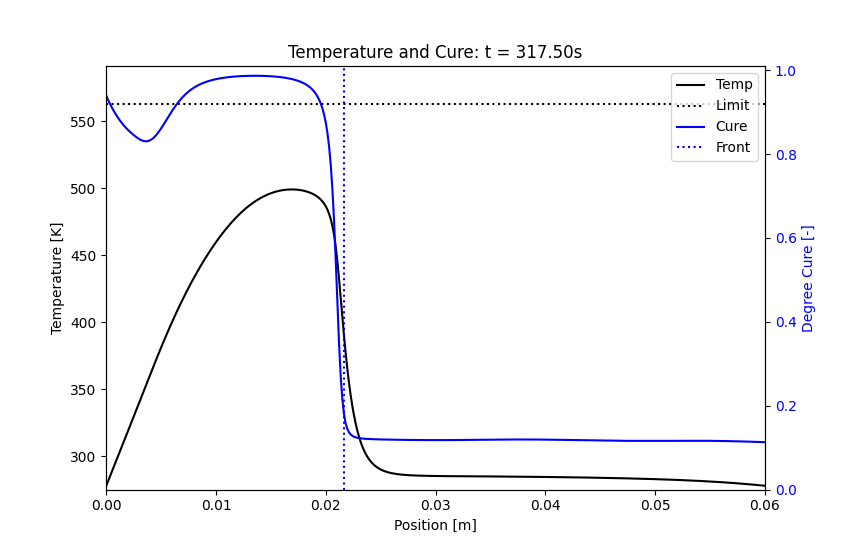 Temperature and Cure: t = 317.50s
Temp
Limit
Cure
Front
550
500
450
400
350
300
Temperature [K]
1.0
0.8
0.6
0.4
0.2
0.0
Degree Cure [-]
0.00 0.01 0.02 0.03 0.04 0.05 0.06
Position [m]